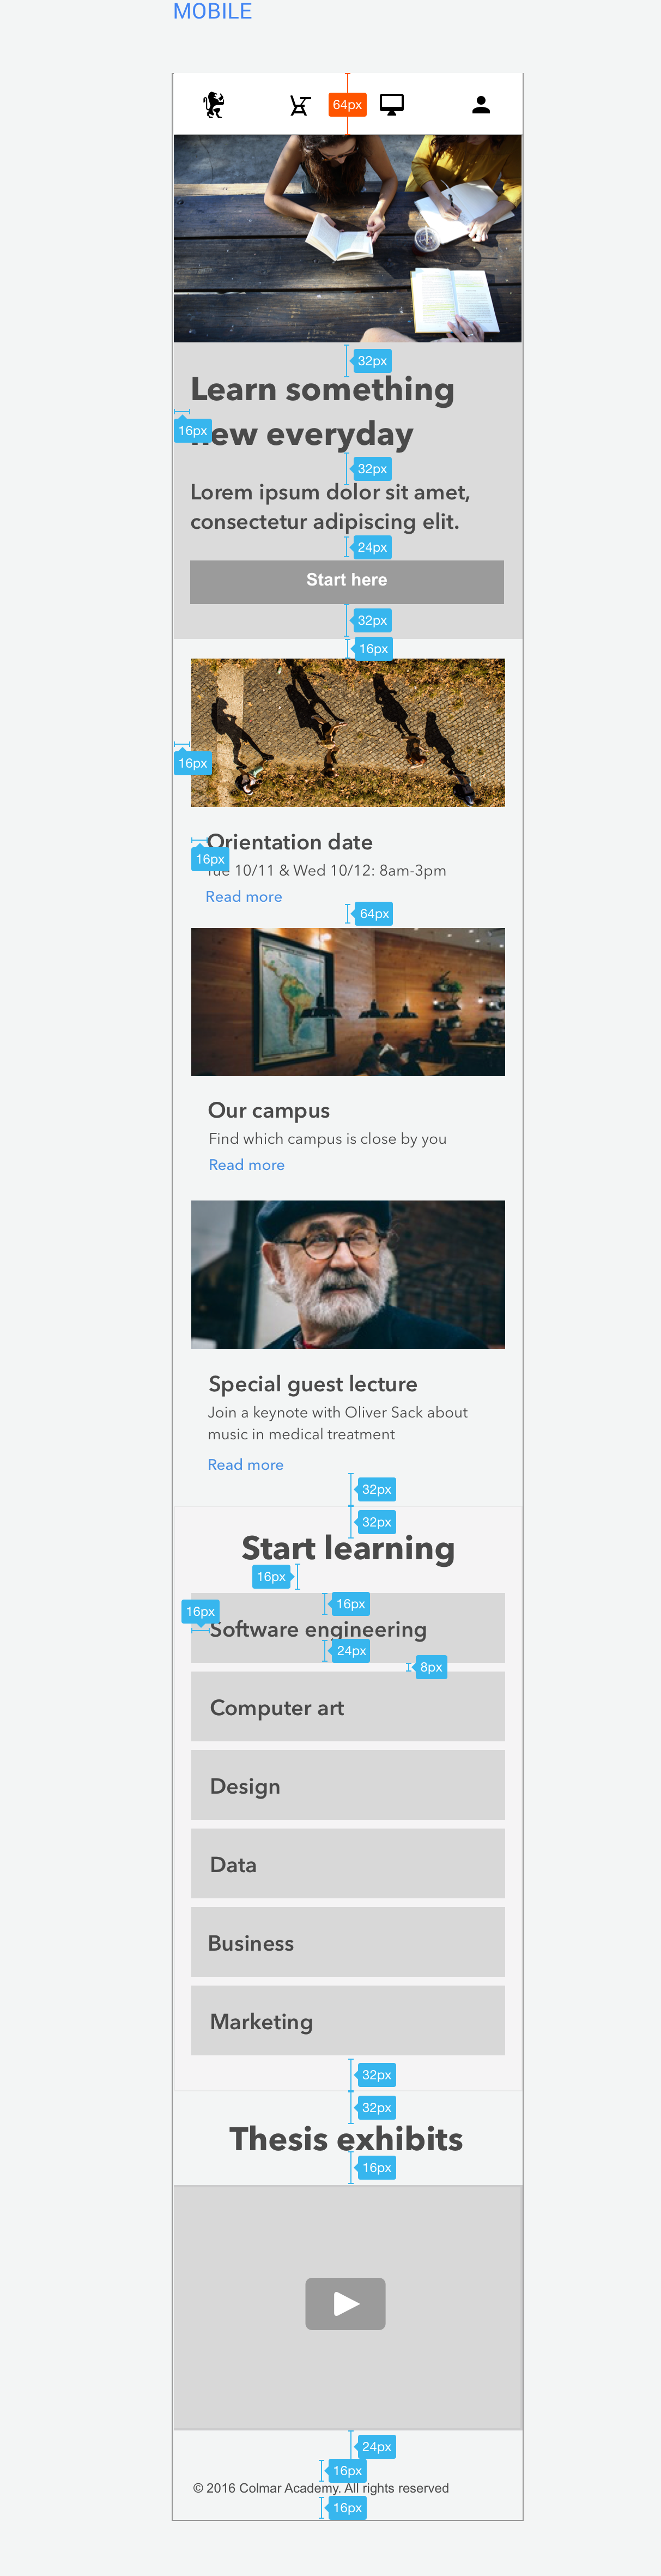 MOBILE
64px
32px
Learn something
16px
new everyday
32px
Lorem ipsum dolor sit amet,
consectetur adipiscing elit.
24px
Start here
32px
16px
16px
Orientation date
16px
Tue 10/11 & Wed 10/12: 8am-3pm
Read more
64px
Our campus
Find which campus is close by you
Read more
Special guest lecture
Join a keynote with Oliver Sack about
music in medical treatment
Read more
32px
32px
Start learning
16px
16px
16px
Software engineering
24px
8px
Computer art
Design
Data
Business
Marketing
32px
32px
Thesis exhibits
16px
24px
16px
© 2016 Colmar Academy. All rights reserved
16px